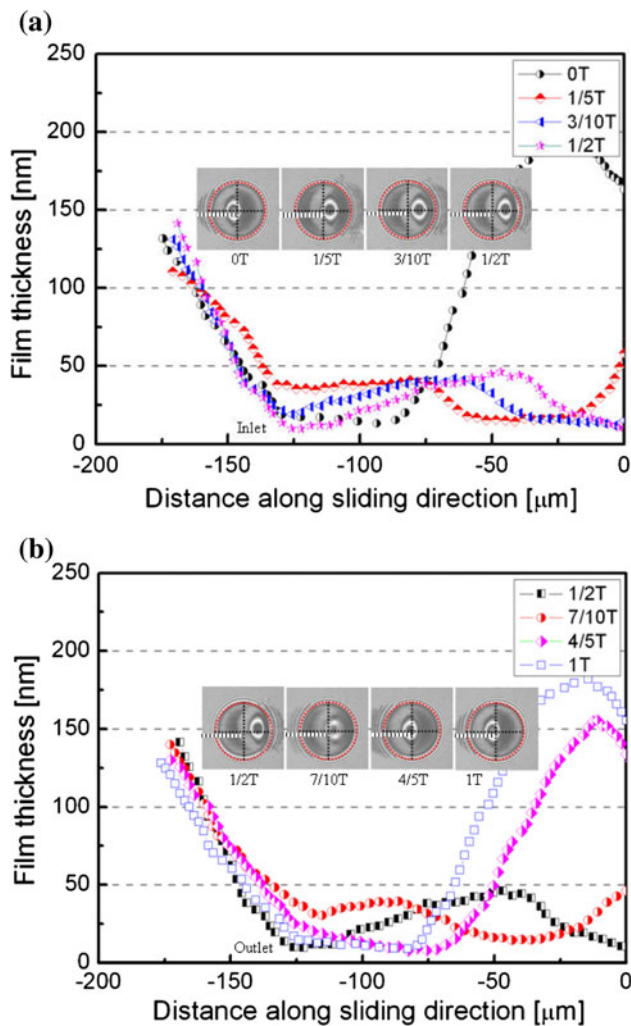 (a)
250
200
150
100
50
0
Film thickness [nm]
0T
1/5T
3/10T
1/2T
0T 1/5T 3/10T 1/2T
Inlet
-200 -150 -100 -50 0
Distance along sliding direction [μm]
(b)
250
200
150
100
50
0
Film thickness [nm]
1/2T
7/10T
4/5T
1T
1/2T 7/10T 4/5T 1T
Outlet
-200 -150 -100 -50 0
Distance along sliding direction [μm]